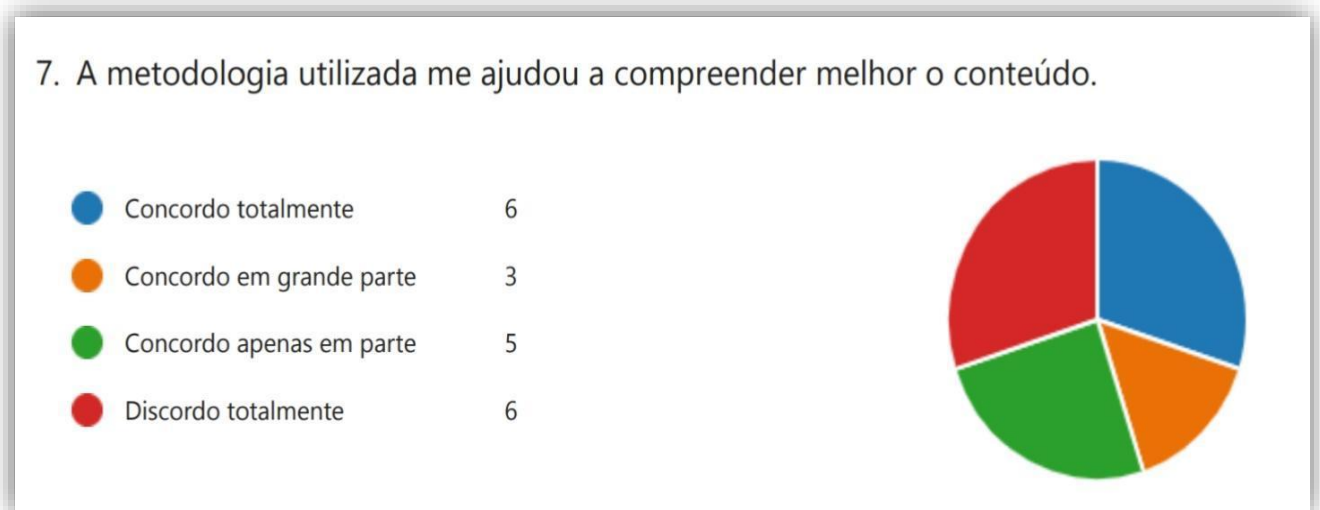 7. A metodologia utilizada me ajudou a compreender melhor o conteúdo.
Concordo totalmente 6
Concordo em grande parte 3
Concordo apenas em parte 5
Discordo totalmente 6